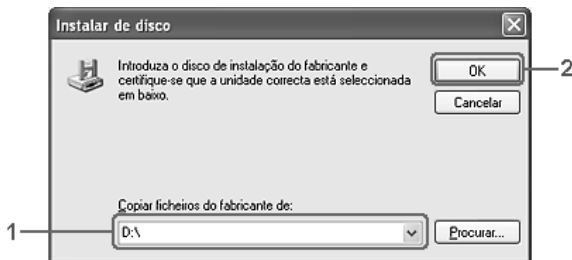 Instalar de disco
Introduza o disco de instalação do fabricante e
certifique-se que a unidade correcta está seleccionada
em baixo.
OK
2
Cancelar
Copiar ficheiros do fabricante de:
1
D:\
Procurar...